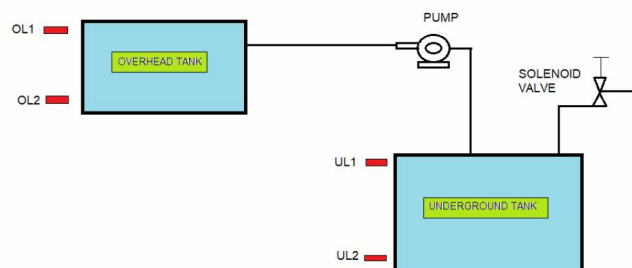 PUMP
OL1
OVERHEAD TANK
SOLENOID
VALVE
OL2
UL1
UNDERGROUND TANK
UL2